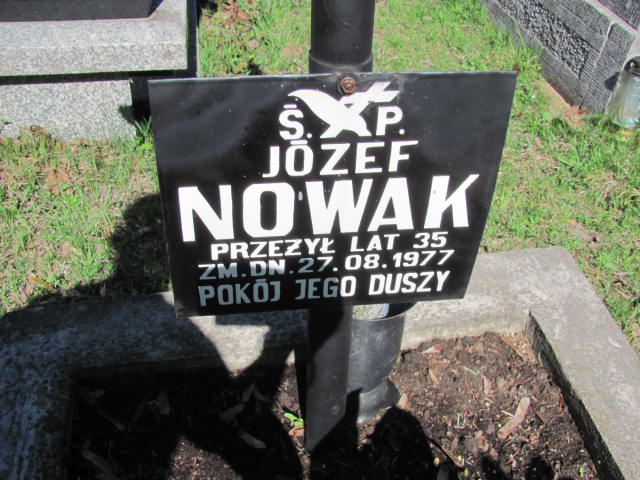 Ś. P.
JÓZEF
NOWAK
PRZEŻYŁ LAT 35
ZM. DN. 27. 08. 1977
POKÓJ JEGO DUSZY